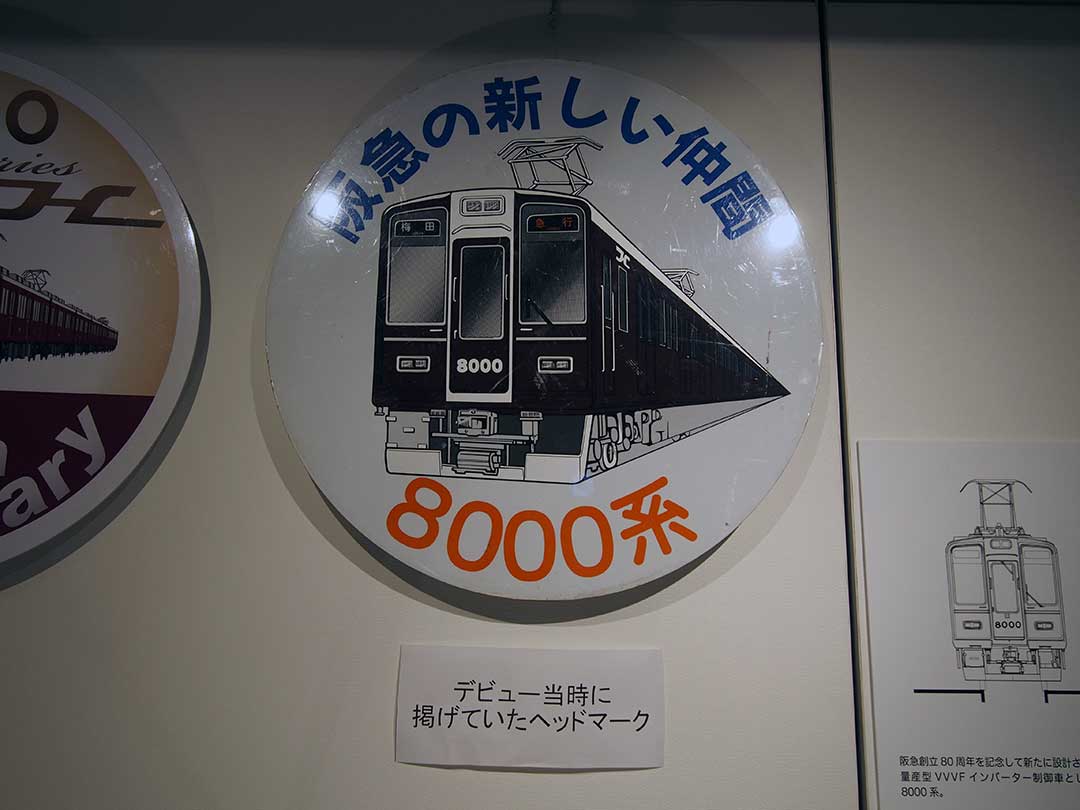 阪急の新しい仲間
梅田
急行
8000
8000系
デビュー当時に
掲げていたヘッドマーク
ries
ary
8000
阪急創立80周年を記念して新たに設計さ
量産型VVVFインバーター制御車とし
8000系。